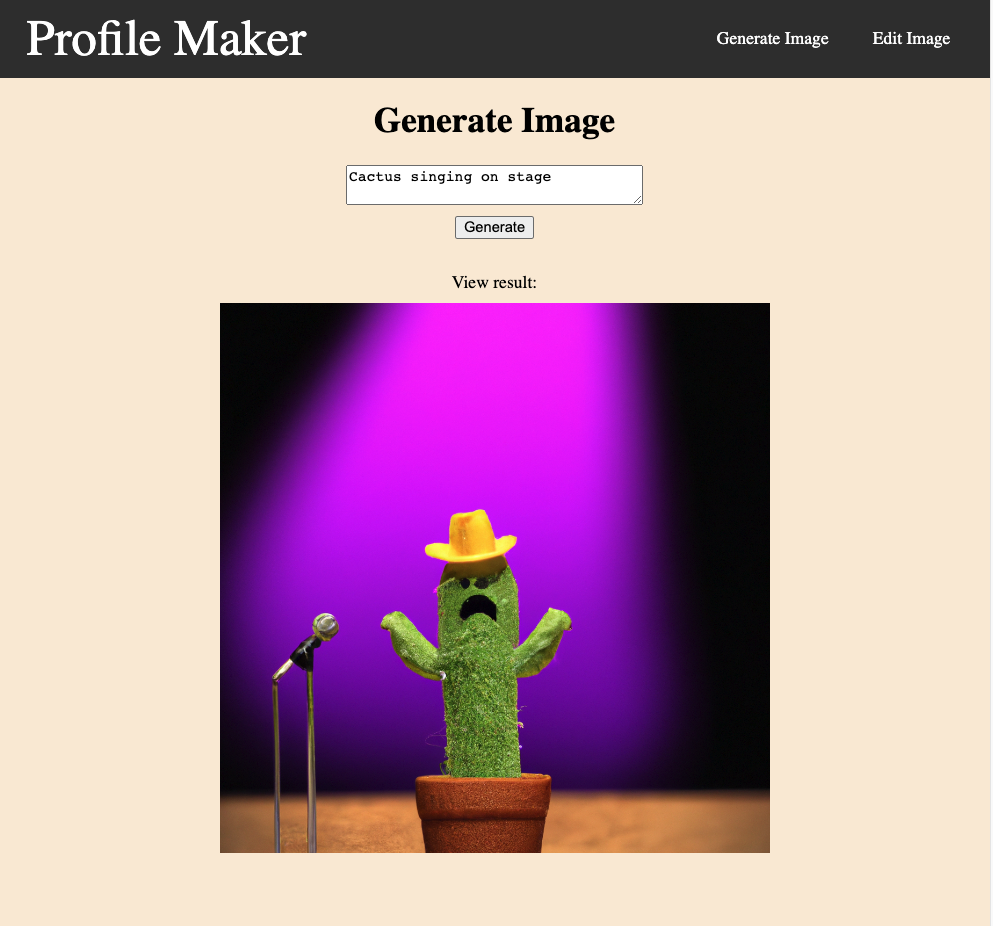 Profile Maker
Generate Image
Edit Image
Generate Image
Cactus singing on stage
Generate
View result: